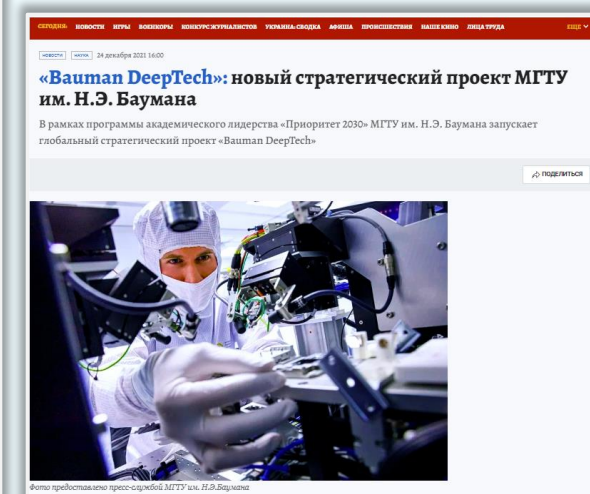 СЕГОДНЯ: НОВОСТИ ИГРЫ ВОЕНКОРЫ КОНКУРС ЖУРНАЛИСТОВ УКРАИНА: СВОДКА АФИША ПРОИСШЕСТВИЯ НАШЕ КИНО ЛИЦА ТРУДА ЕЩЕ
НОВОСТИ НАУКА 24 декабря 2021 16:00
«Bauman DeepTech»: новый стратегический проект МГТУ
им. Н.Э. Баумана
В рамках программы академического лидерства «Приоритет 2030» МГТУ им. Н.Э. Баумана запускает
глобальный стратегический проект «Bauman DeepTech»
ПОДЕЛИТЬСЯ
Фото предоставлено пресс-службой МГТУ им. Н.Э.Баумана